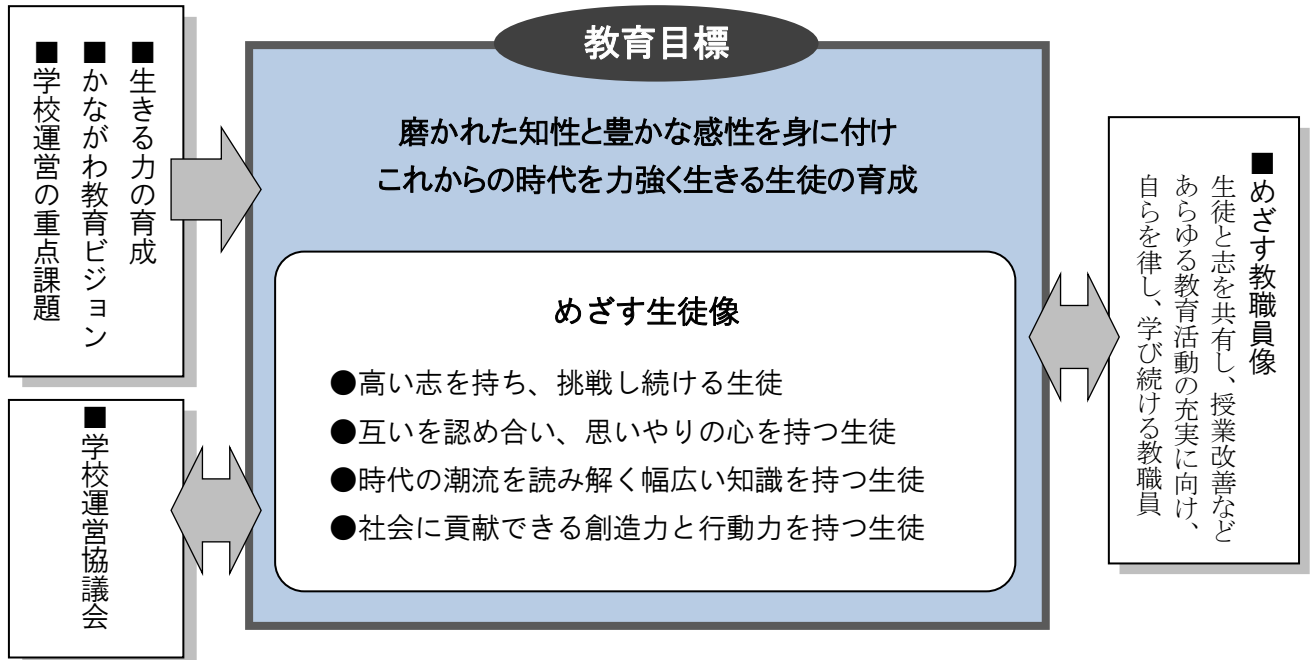 教育目標
磨かれた知性と豊かな感性を身に付け
これからの時代を力強く生きる生徒の育成
めざす生徒像
●高い志を持ち、挑戦し続ける生徒
●互いを認め合い、思いやりの心を持つ生徒
●時代の潮流を読み解く幅広い知識を持つ生徒
●社会に貢献できる創造力と行動力を持つ生徒
■生きる力の育成
■かながわ教育ビジョン
■学校運営の重点課題
■学校運営協議会
■めざす教職員像
生徒と志を共有し、授業改善など
あらゆる教育活動の充実に向け、
自らを律し、学び続ける教職員